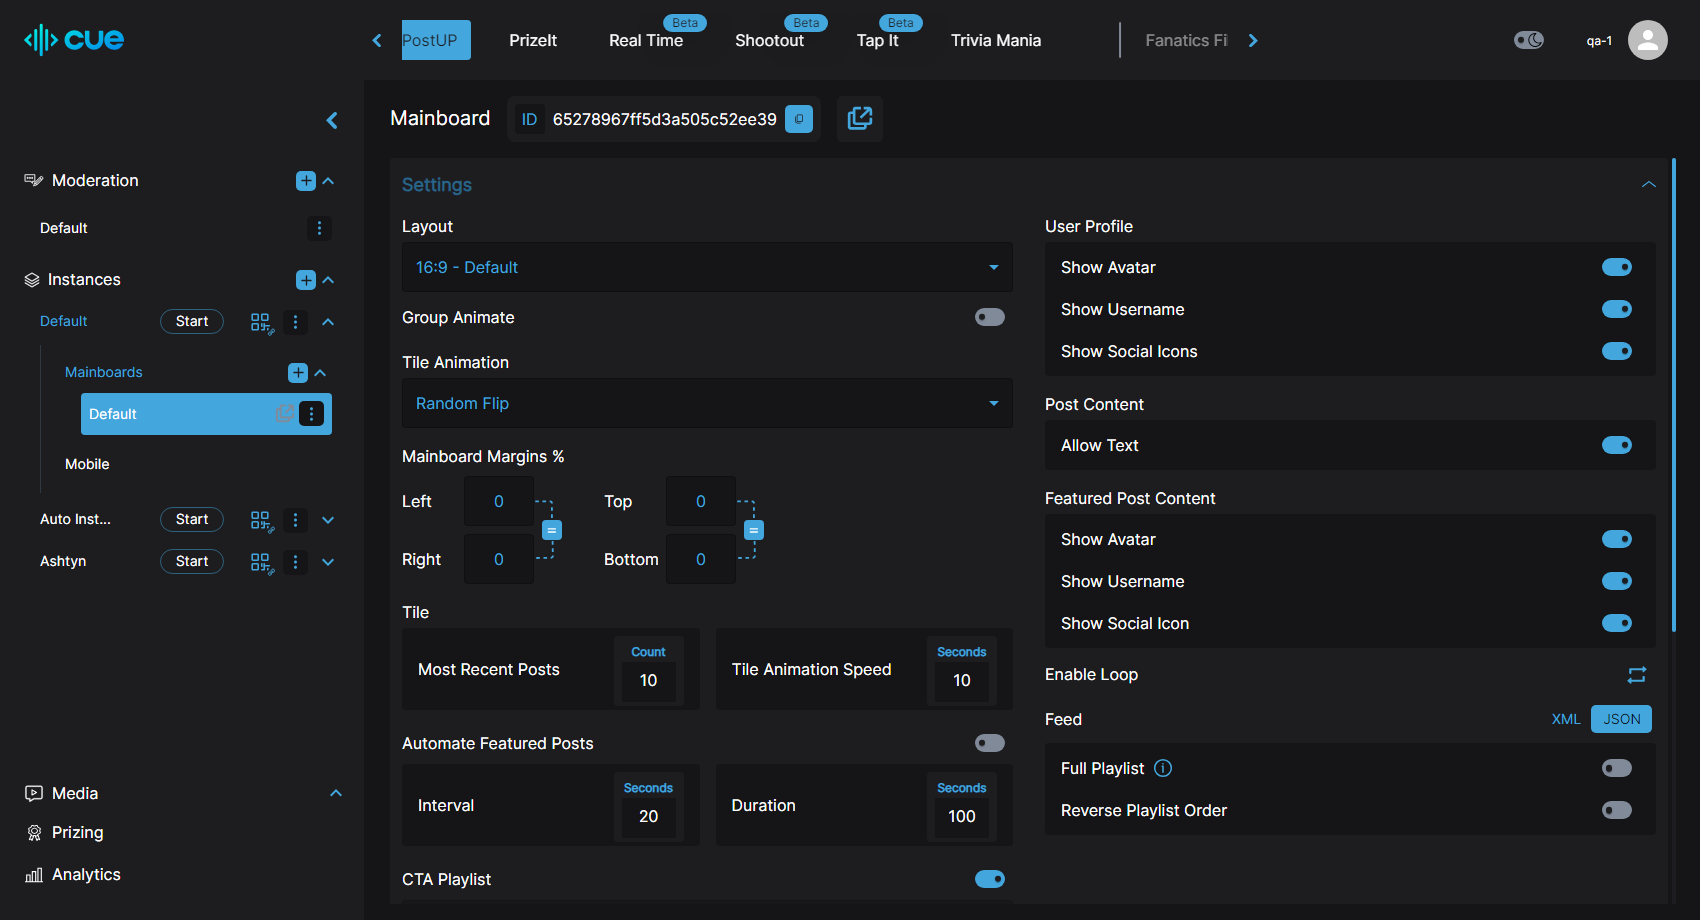 cue
PostUP
PrizeIt
Real Time
Beta
Shootout
Beta
Tap It
Beta
Trivia Mania
Fanatics Fi
qa-1
Moderation
Default
Instances
Default
Start
Mainboards
Default
Mobile
Auto Inst...
Start
Ashtyn
Start
Media
Prizing
Analytics
Mainboard
ID 65278967ff5d3a505c52ee39
Settings
Layout
16:9 - Default
Group Animate
Tile Animation
Random Flip
Mainboard Margins %
Left 0
Top 0
Right 0
Bottom 0
Tile
Most Recent Posts
Count
10
Tile Animation Speed
Seconds
10
Automate Featured Posts
Interval
Seconds
20
Duration
Seconds
100
CTA Playlist
User Profile
Show Avatar
Show Username
Show Social Icons
Post Content
Allow Text
Featured Post Content
Show Avatar
Show Username
Show Social Icon
Enable Loop
Feed
XML JSON
Full Playlist
Reverse Playlist Order